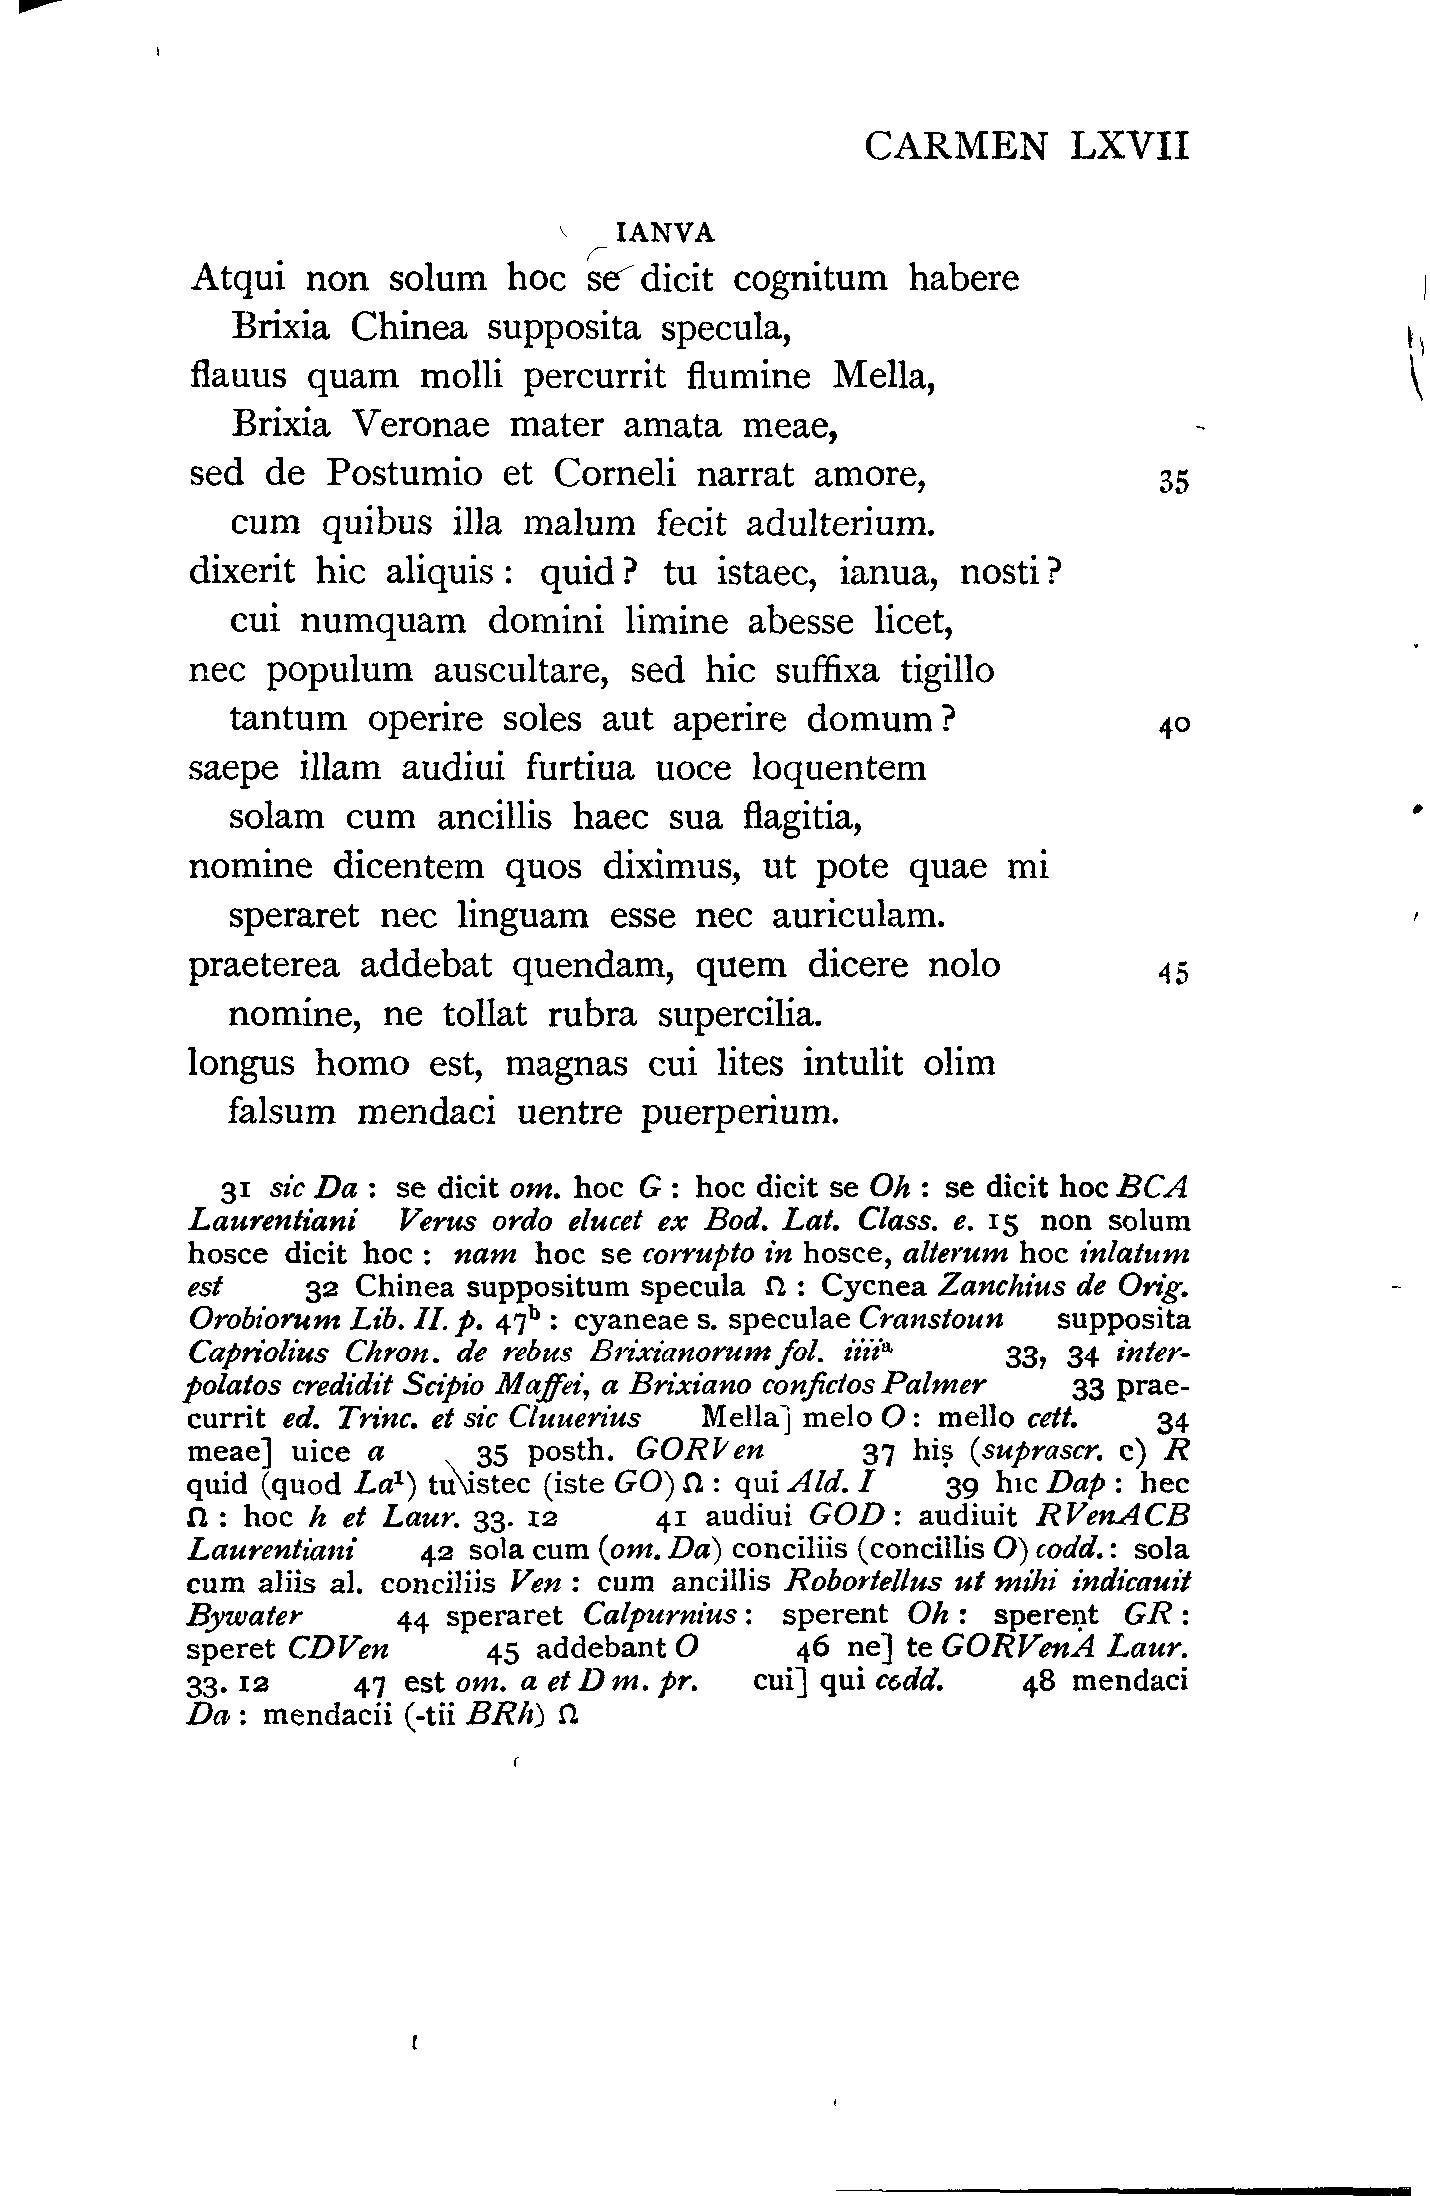 CARMEN LXVII
IANVA
Atqui non solum hoc se dicit cognitum habere
Brixia Chinea supposita specula,
flauus quam molli percurrit flumine Mella,
Brixia Veronae mater amata meae,
sed de Postumio et Corneli narrat amore, 35
cum quibus illa malum fecit adulterium.
dixerit hic aliquis: quid? tu istaec, ianua, nosti?
cui numquam domini limine abesse licet,
nec populum auscultare, sed hic suffixa tigillo
tantum operire soles aut aperire domum? 40
saepe illam audiui furtiua uoce loquentem
solam cum ancillis haec sua flagitia,
nomine dicentem quos diximus, ut pote quae mi
speraret nec linguam esse nec auriculam.
praeterea addebat quendam, quem dicere nolo 45
nomine, ne tollat rubra supercilia.
longus homo est, magnas cui lites intulit olim
falsum mendaci uentre puerperium.
31 sic Da : se dicit om. hoc G : hoc dicit se Oh : se dicit hoc BCA
Laurentiani Verus ordo elucet ex Bod. Lat. Class. e. 15 non solum
hosce dicit hoc : nam hoc se corrupto in hosce, alterum hoc inlatum
est 32 Chinea suppositum specula Ω : Cycnea Zanchius de Orig.
Orobiorum Lib. II. p. 47ᵇ : cyaneae s. speculae Cranstoun supposita
Capriolius Chron. de rebus Brixianorum fol. iiiiᵃ 33, 34 inter-
polatos credidit Scipio Maffei, a Brixiano confictos Palmer 33 prae-
currit ed. Trinc. et sic Cluuerius Mella] melo O : mello cett. 34
meae] uice a 35 posth. GORVen 37 hiṣ (suprascr. c) R
quid (quod La¹) tu istec (iste GO) Ω : qui Ald. I 39 hic Dap : hec
Ω : hoc h et Laur. 33. 12 41 audiui GOD : audiuit RVenACB
Laurentiani 42 sola cum (om. Da) conciliis (concillis O) codd. : sola
cum aliis al. conciliis Ven : cum ancillis Robortellus ut mihi indicauit
Bywater 44 speraret Calpurnius : sperent Oh : spereṇt GR :
speret CDVen 45 addebant O 46 ne] te GORVenA Laur.
33. 12 47 est om. a et D m. pr. cui] qui codd. 48 mendaci
Da : mendacii (-tii BRh) Ω